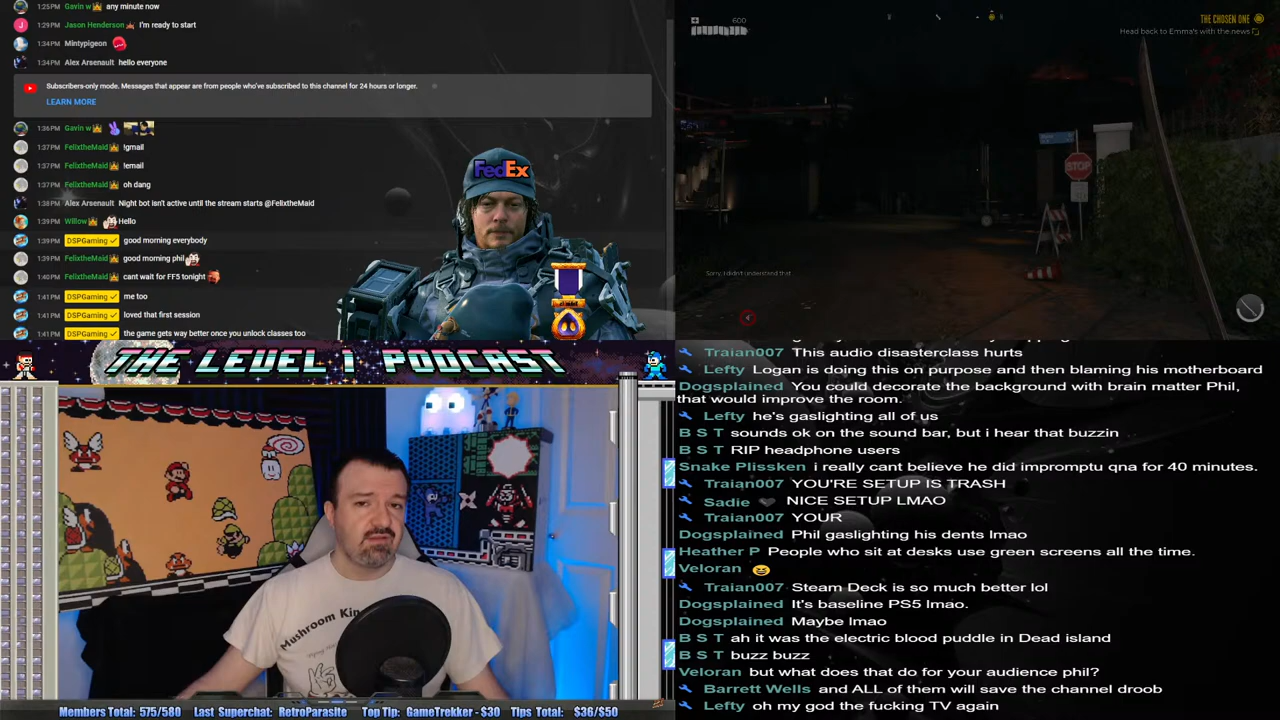 1:25PM Gavin w any minute now
1:29PM Jason Henderson I'm ready to start
1:34PM Mintypigeon
1:34PM Alex Arsenault hello everyone
Subscribers-only mode. Messages that appear are from people who've subscribed to this channel for 24 hours or longer.
LEARN MORE
1:36PM Gavin w
1:37PM FelixtheMaid !gmail
1:37PM FelixtheMaid !email
1:37PM FelixtheMaid oh dang
1:38PM Alex Arsenault Night bot isn't active until the stream starts @FelixtheMaid
1:39PM Willow Hello
1:39PM DSPGaming good morning everybody
1:39PM FelixtheMaid good morning phil
1:40PM FelixtheMaid cant wait for FF5 tonight
1:41PM DSPGaming me too
1:41PM DSPGaming loved that first session
1:41PM DSPGaming the game gets way better once you unlock classes too
FedEx
600
THE CHOSEN ONE
Head back to Emma's with the news
STOP
Sorry, I didn't understand that
THE LEVEL 1 PODCAST
Mushroom
Traian007 This audio disasterclass hurts
Lefty Logan is doing this on purpose and then blaming his motherboard
Dogsplained You could decorate the background with brain matter Phil,
that would improve the room.
Lefty he's gaslighting all of us
B S T sounds ok on the sound bar, but i hear that buzzin
B S T RIP headphone users
Snake Plissken i really cant believe he did impromptu qna for 40 minutes.
Traian007 YOU'RE SETUP IS TRASH
Sadie NICE SETUP LMAO
Traian007 YOUR
Dogsplained Phil gaslighting his dents lmao
Heather P People who sit at desks use green screens all the time.
Veloran
Traian007 Steam Deck is so much better lol
Dogsplained It's baseline PS5 lmao.
Dogsplained Maybe lmao
B S T ah it was the electric blood puddle in Dead island
B S T buzz buzz
Veloran but what does that do for your audience phil?
Barrett Wells and ALL of them will save the channel droob
Lefty oh my god the fucking TV again
Members Total: 575/580 Last Superchat: RetroParasite Top Tip: GameTrekker - $30 Tips Total: $36/$50